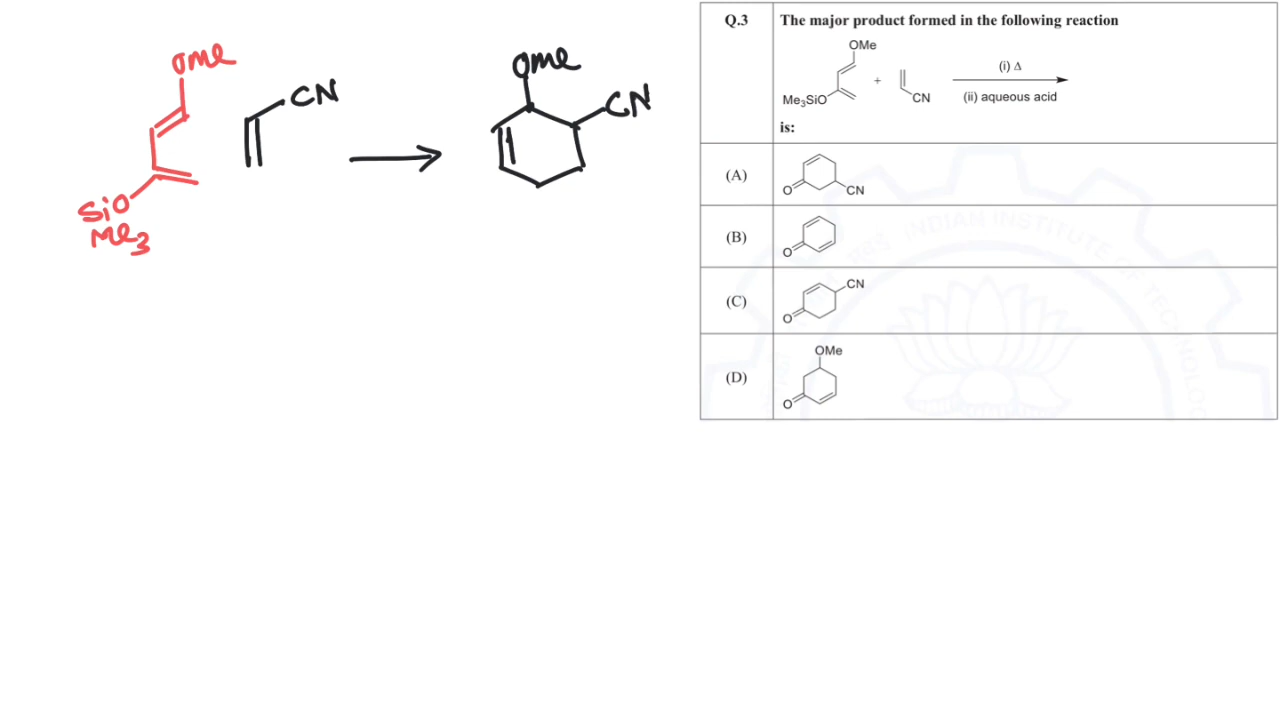 OMe
CN
SiO
Me3
OMe
CN
Q.3 The major product formed in the following reaction
OMe
Me3SiO + CN (i) Δ
(ii) aqueous acid
is:
(A) O CN
(B) O
(C) O CN
(D) OMe
O
INDIAN INSTITUTE OF TECHNOLOG